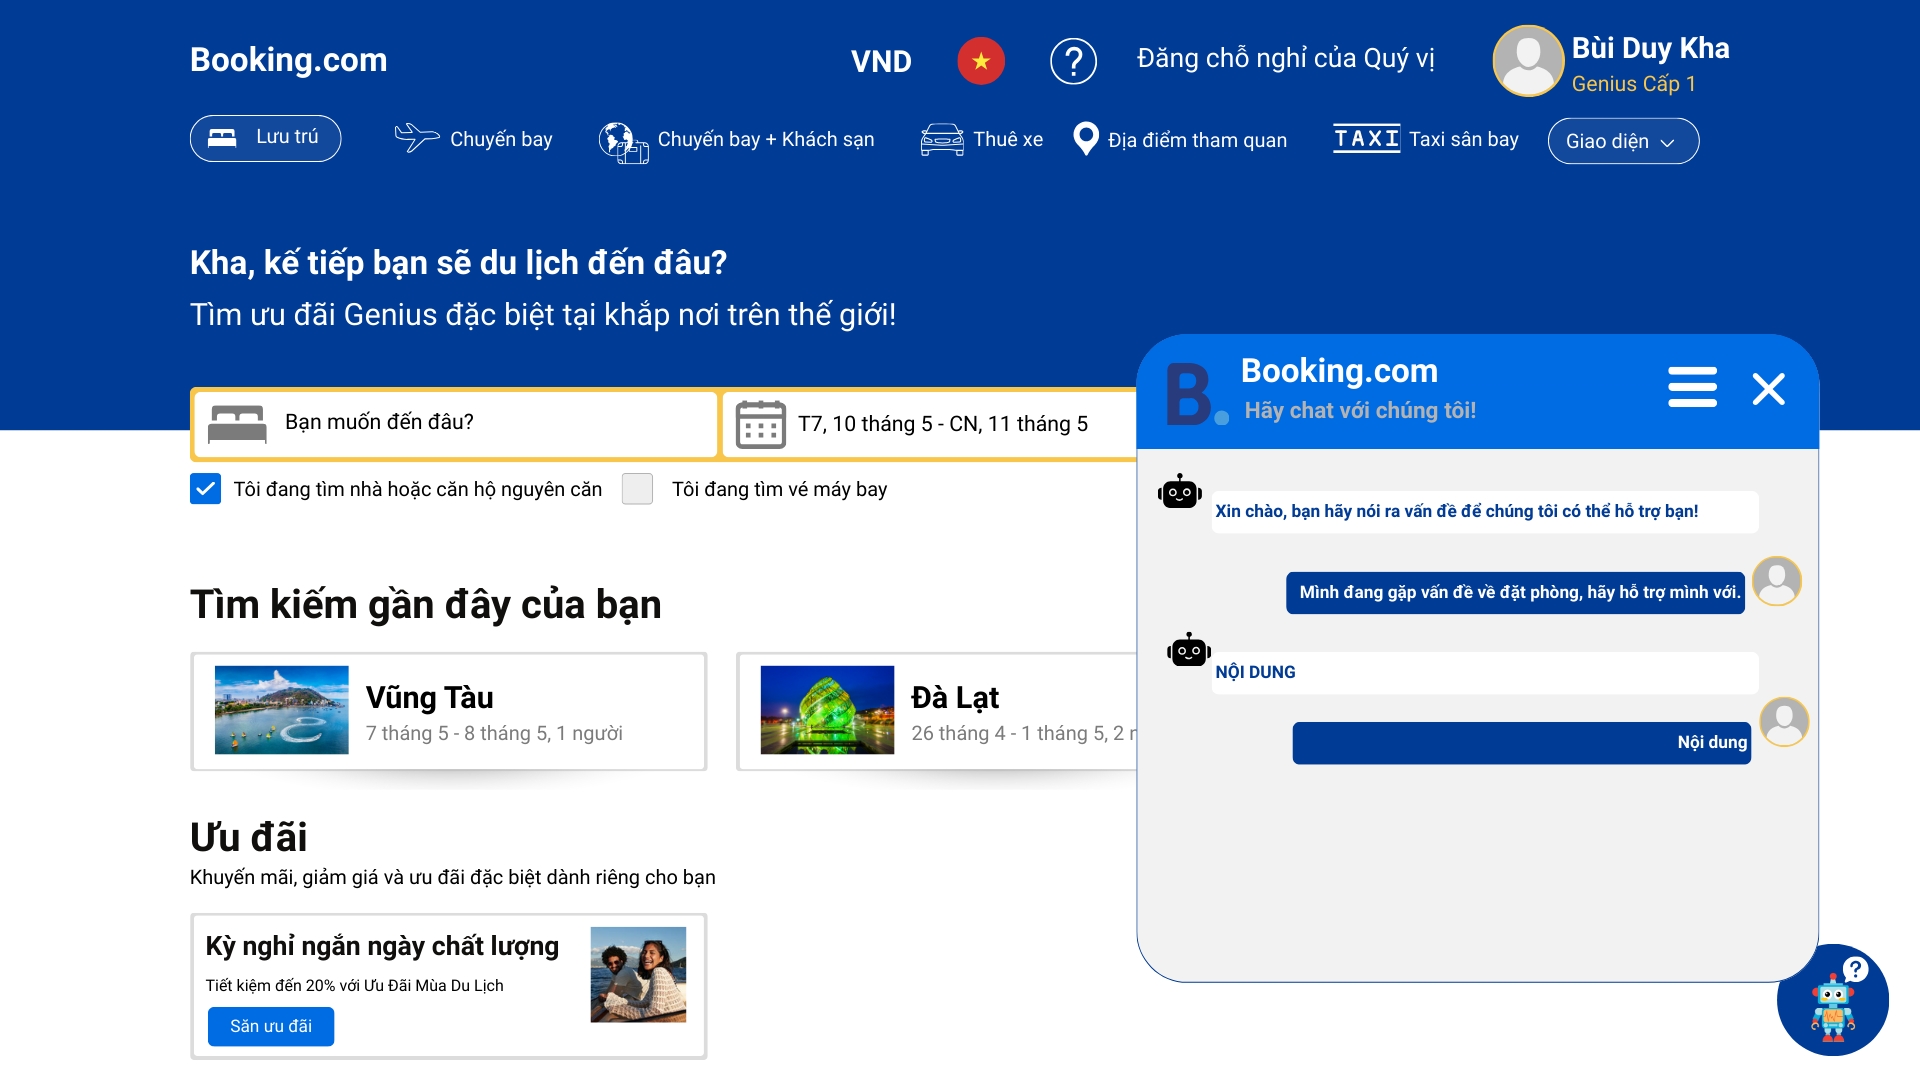 Booking.com
VND
?
Đăng chỗ nghỉ của Quý vị
Bùi Duy Kha
Genius Cấp 1
Lưu trú
Chuyến bay
Chuyến bay + Khách sạn
Thuê xe
Địa điểm tham quan
TAXI
Taxi sân bay
Giao diện
Kha, kế tiếp bạn sẽ du lịch đến đâu?
Tìm ưu đãi Genius đặc biệt tại khắp nơi trên thế giới!
Bạn muốn đến đâu?
T7, 10 tháng 5 - CN, 11 tháng 5
Tôi đang tìm nhà hoặc căn hộ nguyên căn
Tôi đang tìm vé máy bay
Tìm kiếm gần đây của bạn
Vũng Tàu
7 tháng 5 - 8 tháng 5, 1 người
Đà Lạt
26 tháng 4 - 1 tháng 5, 2 n
Ưu đãi
Khuyến mãi, giảm giá và ưu đãi đặc biệt dành riêng cho bạn
Kỳ nghỉ ngắn ngày chất lượng
Tiết kiệm đến 20% với Ưu Đãi Mùa Du Lịch
Săn ưu đãi
B.
Booking.com
Hãy chat với chúng tôi!
Xin chào, bạn hãy nói ra vấn đề để chúng tôi có thể hỗ trợ bạn!
Mình đang gặp vấn đề về đặt phòng, hãy hỗ trợ mình với.
NỘI DUNG
Nội dung
?